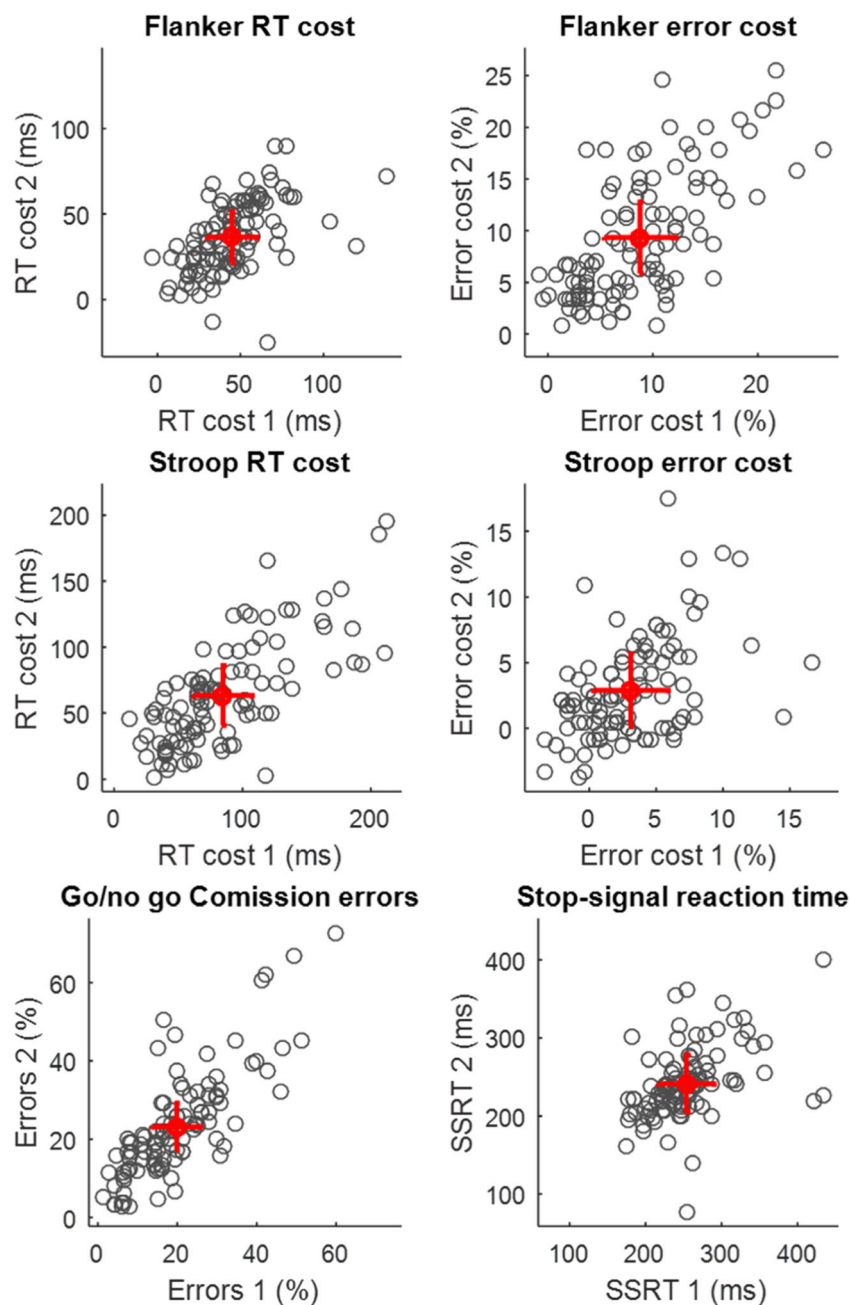 Flanker RT cost
RT cost 2 (ms)
100
50
0
0 50 100
RT cost 1 (ms)
Flanker error cost
Error cost 2 (%)
25
20
15
10
5
0
0 10 20
Error cost 1 (%)
Stroop RT cost
RT cost 2 (ms)
200
150
100
50
0
0 100 200
RT cost 1 (ms)
Stroop error cost
Error cost 2 (%)
15
10
5
0
0 5 10 15
Error cost 1 (%)
Go/no go Comission errors
Errors 2 (%)
60
40
20
0
0 20 40 60
Errors 1 (%)
Stop-signal reaction time
SSRT 2 (ms)
400
300
200
100
100 200 300 400
SSRT 1 (ms)